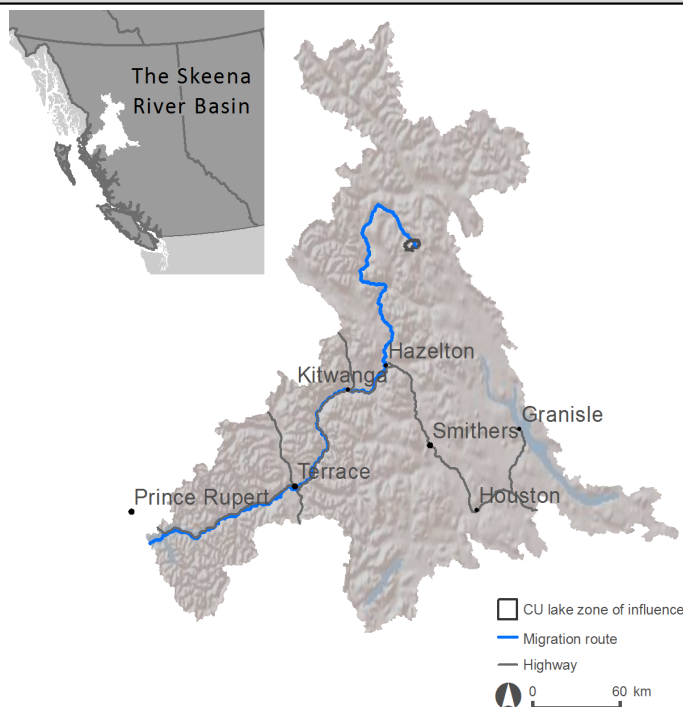 The Skeena
River Basin
Hazelton
Kitwanga
Granisle
Smithers
Terrace
Prince Rupert
Houston
CU lake zone of influence
Migration route
Highway
0 60 km